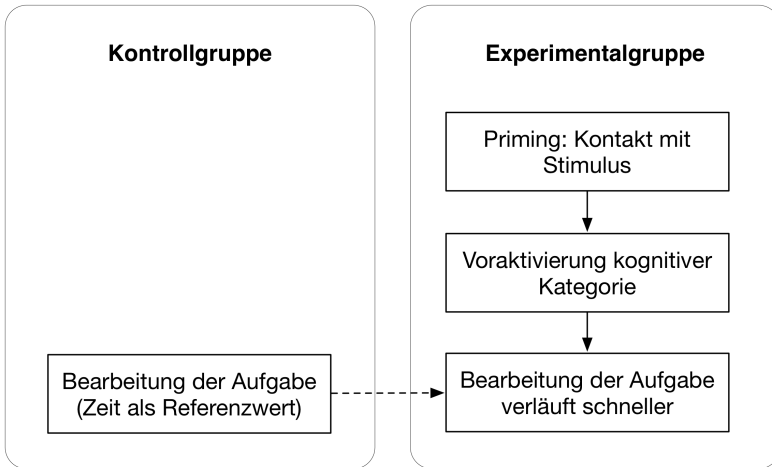 Kontrollgruppe
Bearbeitung der Aufgabe
(Zeit als Referenzwert)
Experimentalgruppe
Priming: Kontakt mit
Stimulus
Voraktivierung kognitiver
Kategorie
Bearbeitung der Aufgabe
verläuft schneller